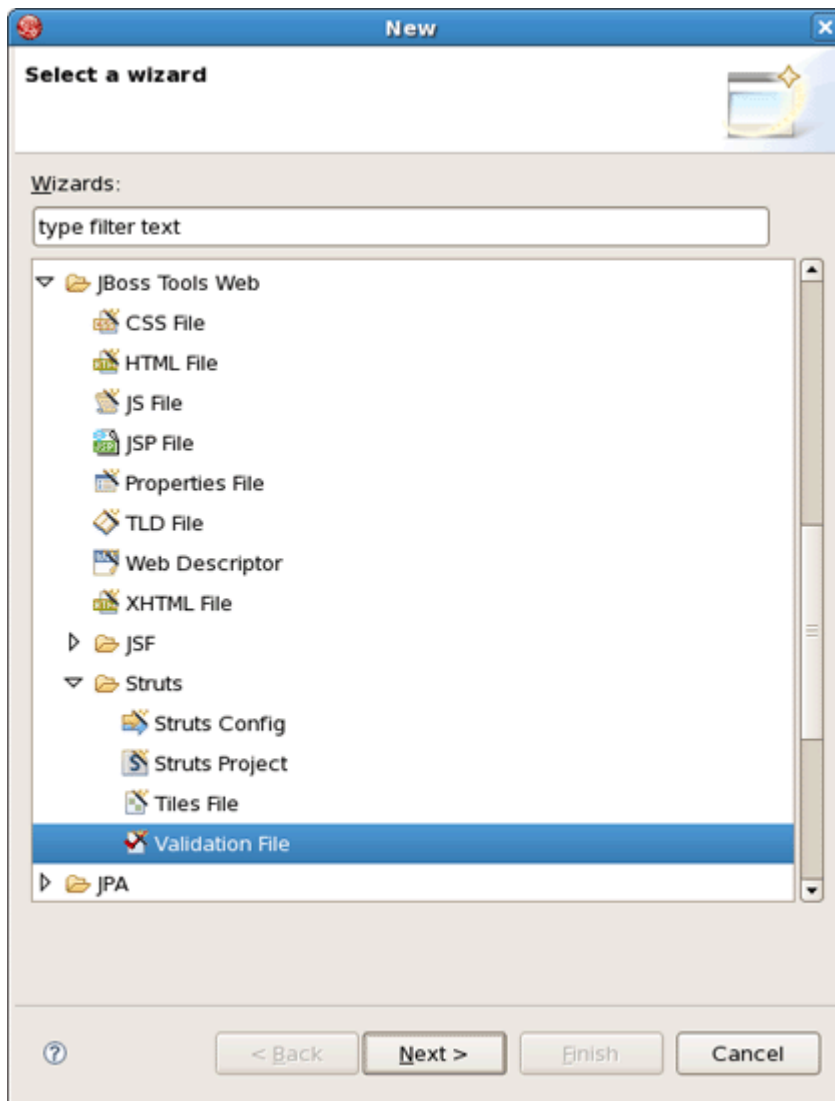 New
Select a wizard
Wizards:
type filter text
JBoss Tools Web
CSS File
HTML File
JS File
JSP File
Properties File
TLD File
Web Descriptor
XHTML File
JSF
Struts
Struts Config
Struts Project
Tiles File
Validation File
JPA
? < Back Next > Finish Cancel